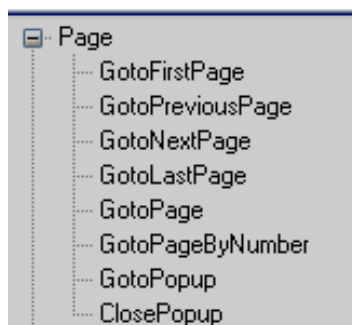 Page
GotoFirstPage
GotoPreviousPage
GotoNextPage
GotoLastPage
GotoPage
GotoPageByNumber
GotoPopup
ClosePopup